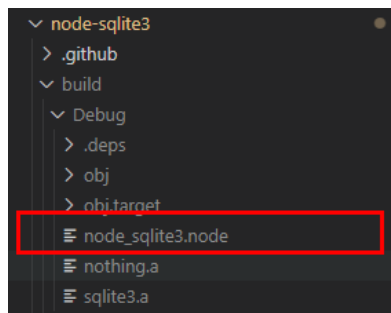 node-sqlite3
.github
build
Debug
.deps
obj
obj.target
node_sqlite3.node
nothing.a
sqlite3.a